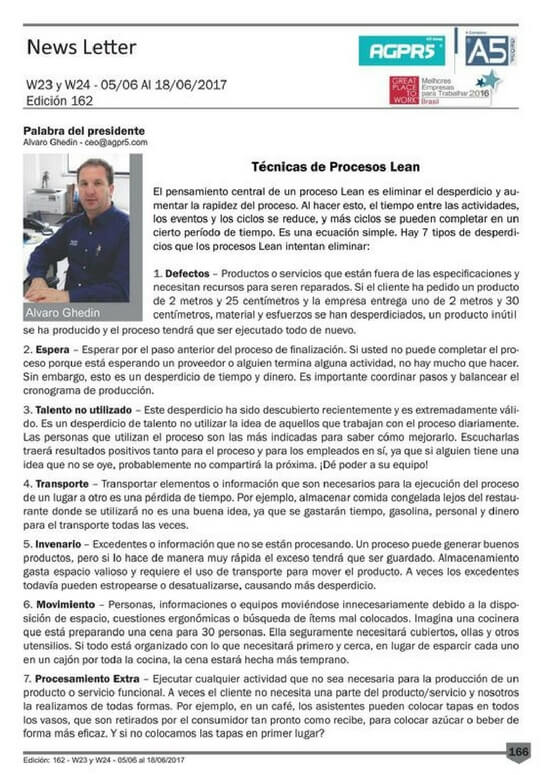 News Letter
AGPR5
A5
GREAT
PLACE
TO
WORK
Melhores
Empresas
para Trabalhar 2016
Brasil
W23 y W24 - 05/06 Al 18/06/2017
Edición 162
Palabra del presidente
Alvaro Ghedin - ceo@agpr5.com
Alvaro Ghedin
Técnicas de Procesos Lean
El pensamiento central de un proceso Lean es eliminar el desperdicio y au-
mentar la rapidez del proceso. Al hacer esto, el tiempo entre las actividades,
los eventos y los ciclos se reduce, y más ciclos se pueden completar en un
cierto período de tiempo. Es una ecuación simple. Hay 7 tipos de desperdi-
cios que los procesos Lean intentan eliminar:
1. Defectos – Productos o servicios que están fuera de las especificaciones y
necesitan recursos para seren reparados. Si el cliente ha pedido un producto
de 2 metros y 25 centímetros y la empresa entrega uno de 2 metros y 30
centímetros, material y esfuerzos se han desperdiciados, un producto inútil
se ha producido y el proceso tendrá que ser ejecutado todo de nuevo.
2. Espera – Esperar por el paso anterior del proceso de finalización. Si usted no puede completar el pro-
ceso porque está esperando un proveedor o alguien termina alguna actividad, no hay mucho que hacer.
Sin embargo, esto es un desperdicio de tiempo y dinero. Es importante coordinar pasos y balancear el
cronograma de producción.
3. Talento no utilizado – Este desperdicio ha sido descubierto recientemente y es extremadamente váli-
do. Es un desperdicio de talento no utilizar la idea de aquellos que trabajan con el proceso diariamente.
Las personas que utilizan el proceso son las más indicadas para saber cómo mejorarlo. Escucharlas
traerá resultados positivos tanto para el proceso y para los empleados en sí, ya que si alguien tiene una
idea que no se oye, probablemente no compartirá la próxima. ¡Dé poder a su equipo!
4. Transporte – Transportar elementos o información que son necesarios para la ejecución del proceso
de un lugar a otro es una pérdida de tiempo. Por ejemplo, almacenar comida congelada lejos del restau-
rante donde se utilizará no es una buena idea, ya que se gastarán tiempo, gasolina, personal y dinero
para el transporte todas las veces.
5. Invenario – Excedentes o información que no se están procesando. Un proceso puede generar buenos
productos, pero si lo hace de manera muy rápida el exceso tendrá que ser guardado. Almacenamiento
gasta espacio valioso y requiere el uso de transporte para mover el producto. A veces los excedentes
todavía pueden estropearse o desatualizarse, causando más desperdicio.
6. Movimiento – Personas, informaciones o equipos moviéndose innecesariamente debido a la dispo-
sición de espacio, cuestiones ergonómicas o búsqueda de ítems mal colocados. Imagina una cocinera
que está preparando una cena para 30 personas. Ella seguramente necesitará cubiertos, ollas y otros
utensilios. Si todo está organizado con lo que necesitará primero y cerca, en lugar de esparcir cada uno
en un cajón por toda la cocina, la cena estará hecha más temprano.
7. Procesamiento Extra – Ejecutar cualquier actividad que no sea necesaria para la producción de un
producto o servicio funcional. A veces el cliente no necesita una parte del producto/servicio y nosotros
la realizamos de todas formas. Por ejemplo, en un café, los asistentes pueden colocar tapas en todos
los vasos, que son retirados por el consumidor tan pronto como recibe, para colocar azúcar o beber de
forma más eficaz. Y si no colocamos las tapas en primer lugar?
166
Edición: 162 - W23 y W24 - 05/06 al 18/06/2017